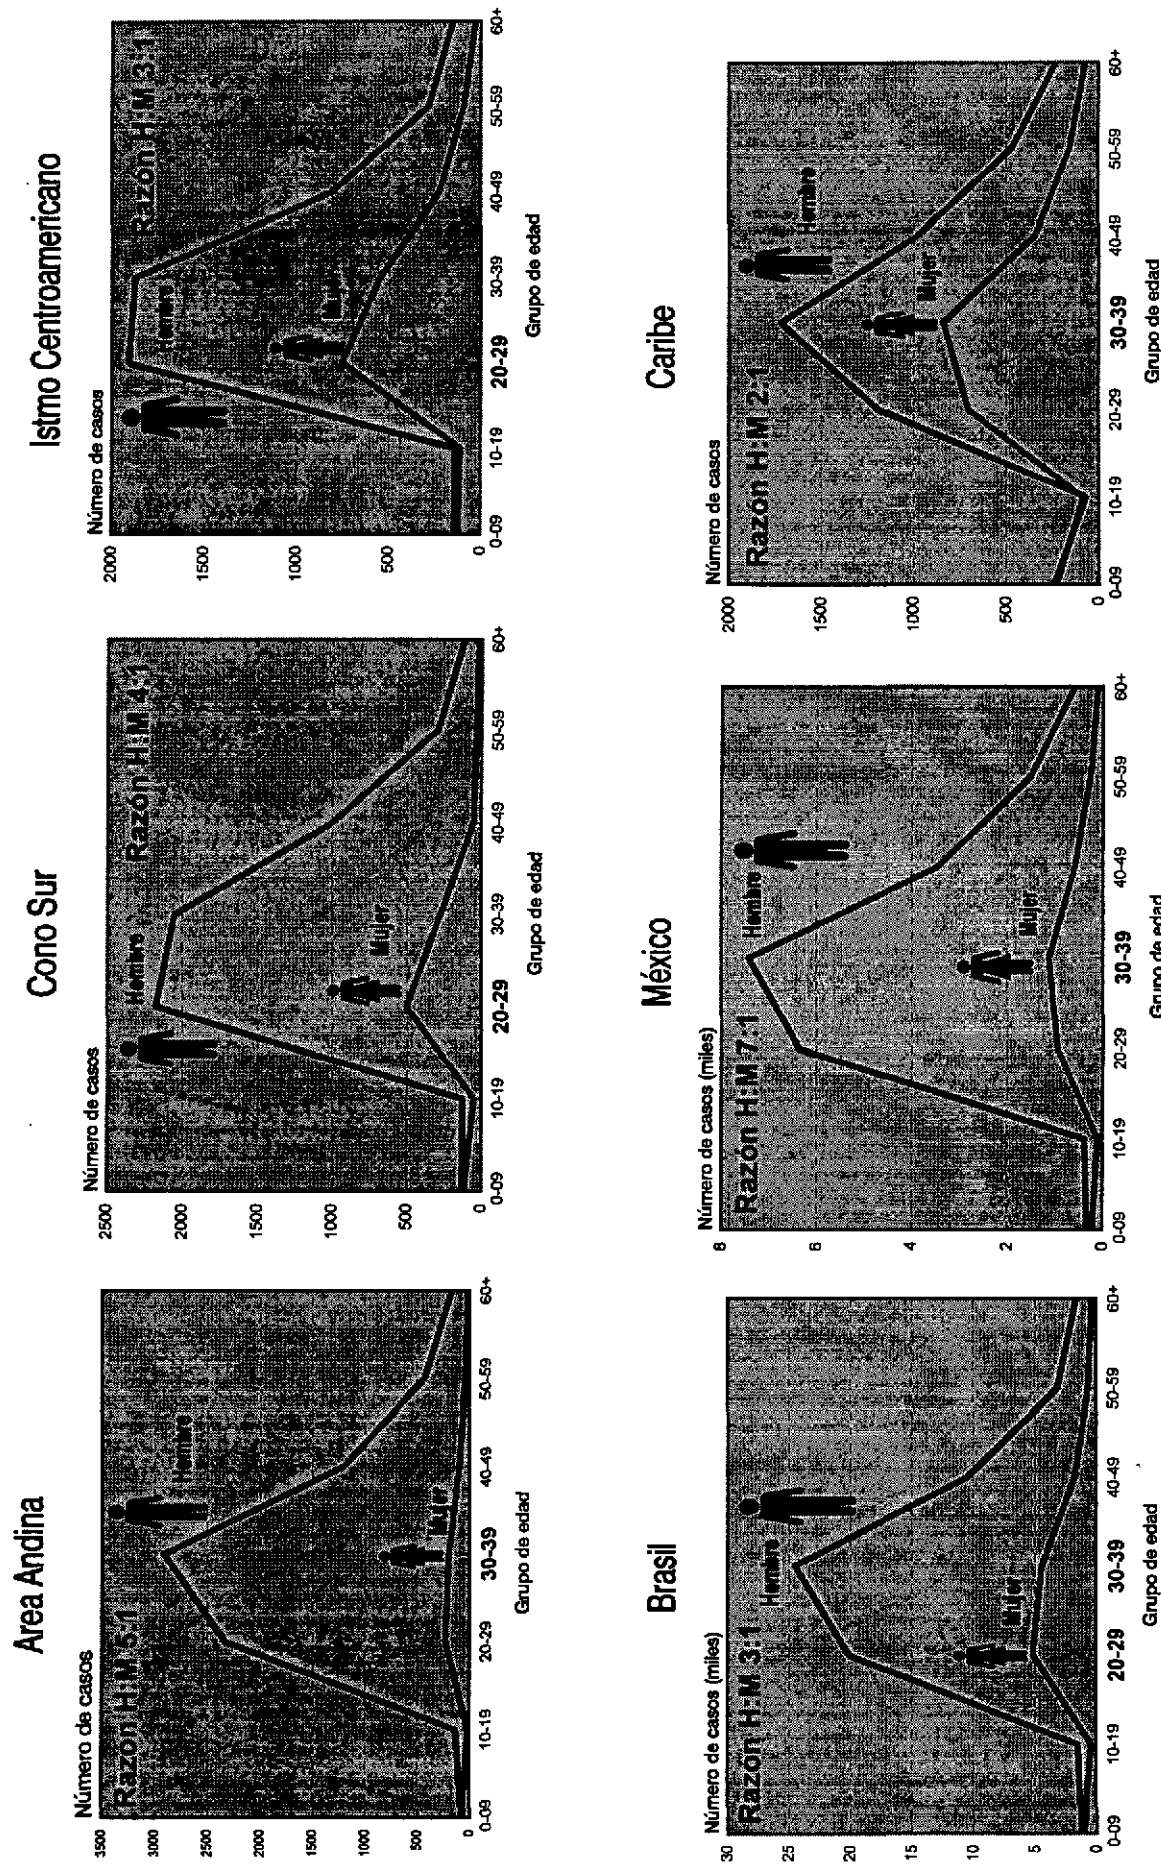 Area Andina
Número de casos
Razón H:M 5:1
3500
3000
2500
2000
1500
1000
500
0
Hombre
Mujer
0-09
10-19
20-29
30-39
40-49
50-59
60+
Grupo de edad
Cono Sur
Número de casos
Razón H:M 4:1
2500
2000
1500
1000
500
0
Hombre
Mujer
0-09
10-19
20-29
30-39
40-49
50-59
60+
Grupo de edad
Istmo Centroamericano
Número de casos
Razón H:M 3:1
2000
1500
1000
500
0
Hombre
Mujer
0-09
10-19
20-29
30-39
40-49
50-59
60+
Grupo de edad
Brasil
Número de casos (miles)
Razón H:M 3:1
30
25
20
15
10
5
0
Hombre
Mujer
0-09
10-19
20-29
30-39
40-49
50-59
60+
Grupo de edad
México
Número de casos (miles)
Razón H:M 7:1
8
6
4
2
0
Hombre
Mujer
0-09
10-19
20-29
30-39
40-49
50-59
60+
Grupo de edad
Caribe
Número de casos
Razón H:M 2:1
2000
1500
1000
500
0
Hombre
Mujer
0-09
10-19
20-29
30-39
40-49
50-59
60+
Grupo de edad